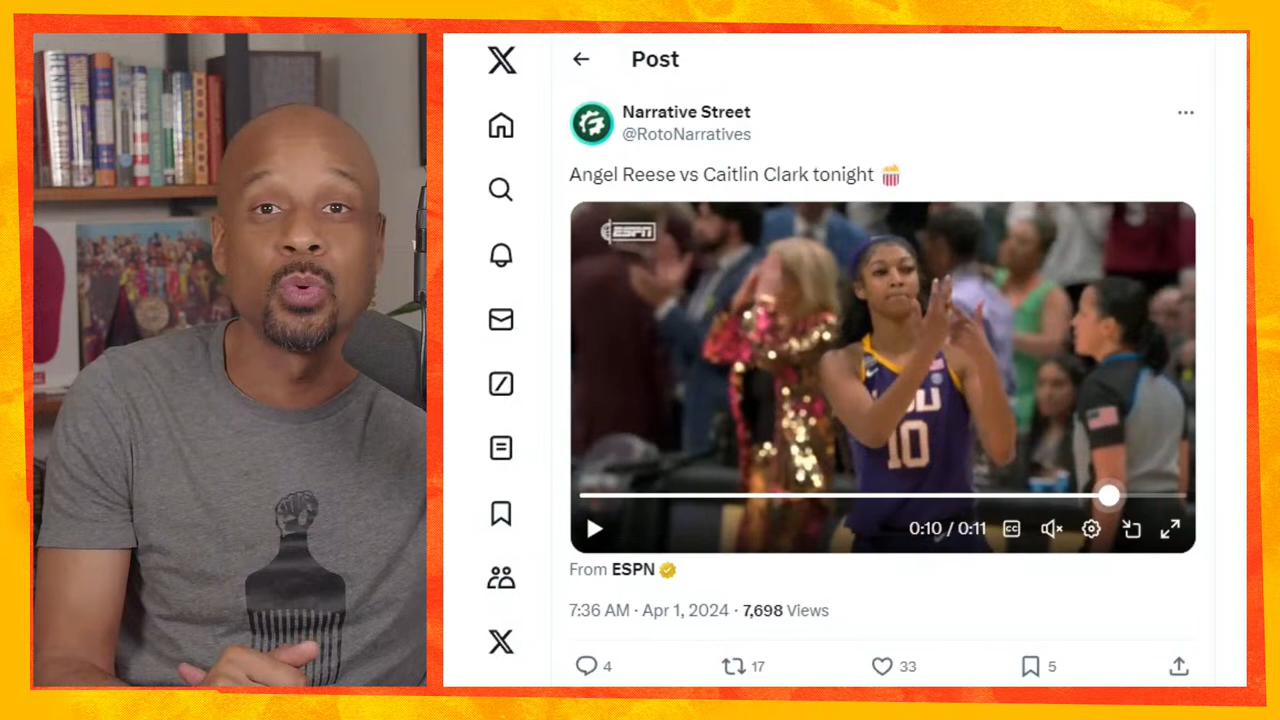 Post
Narrative Street
@RotoNarratives
Angel Reese vs Caitlin Clark tonight 🍿
ESPN
LSU
10
0:10 / 0:11
CC
From ESPN
7:36 AM · Apr 1, 2024 · 7,698 Views
4
17
33
5